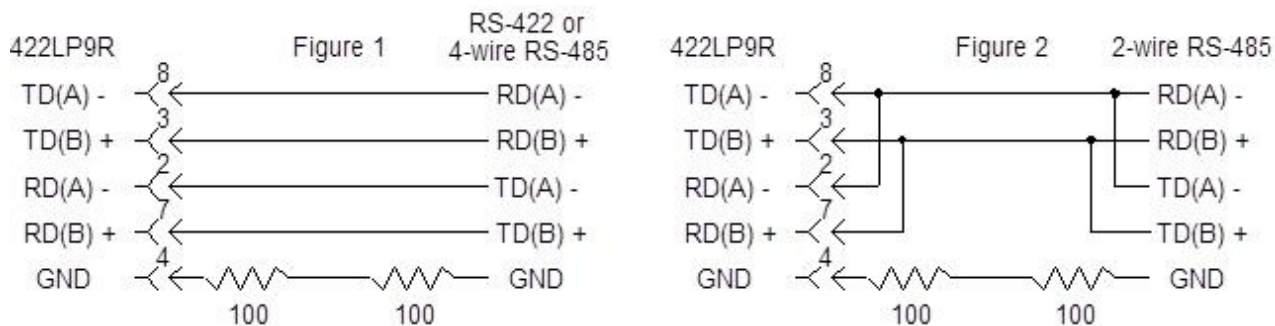 422LP9R Figure 1 RS-422 or
4-wire RS-485
TD(A) - 8 RD(A) -
TD(B) + 3 RD(B) +
RD(A) - 2 TD(A) -
RD(B) + 7 TD(B) +
GND 4 GND
100 100
422LP9R Figure 2 2-wire RS-485
TD(A) - 8 RD(A) -
TD(B) + 3 RD(B) +
RD(A) - 2 TD(A) -
RD(B) + 7 TD(B) +
GND 4 GND
100 100